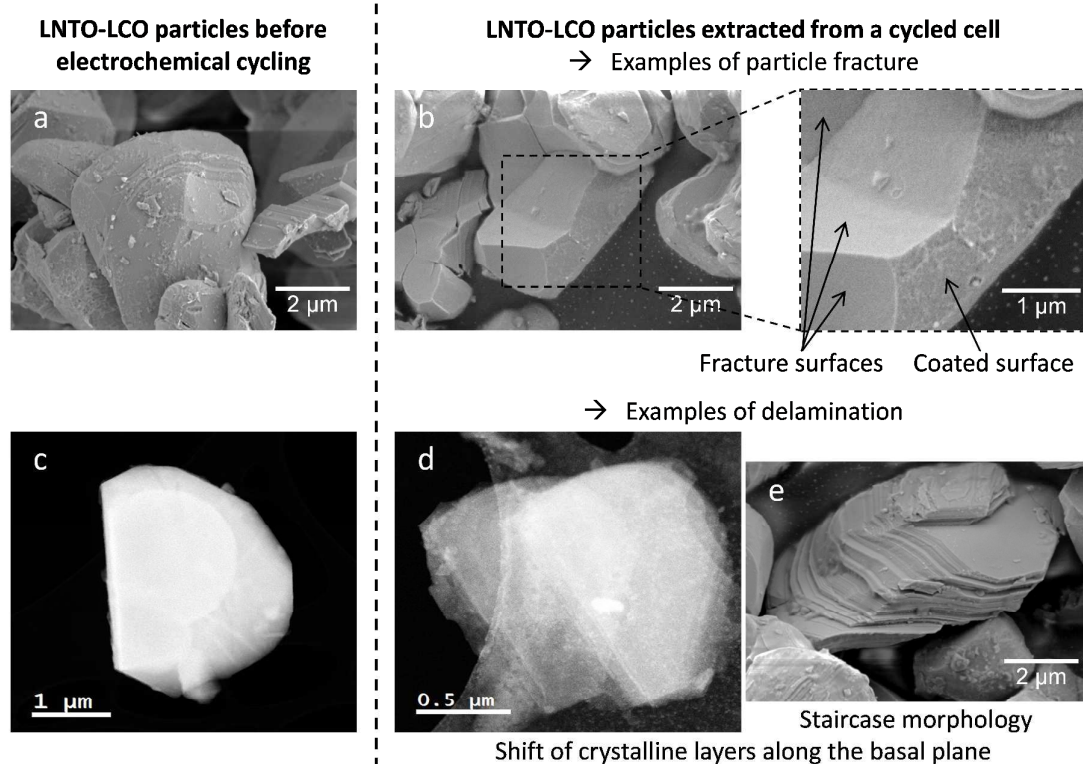 LNTO-LCO particles before
electrochemical cycling
LNTO-LCO particles extracted from a cycled cell
→ Examples of particle fracture
a
2 µm
b
2 µm
1 µm
Fracture surfaces
Coated surface
→ Examples of delamination
c
1 µm
d
0.5 µm
e
2 µm
Staircase morphology
Shift of crystalline layers along the basal plane